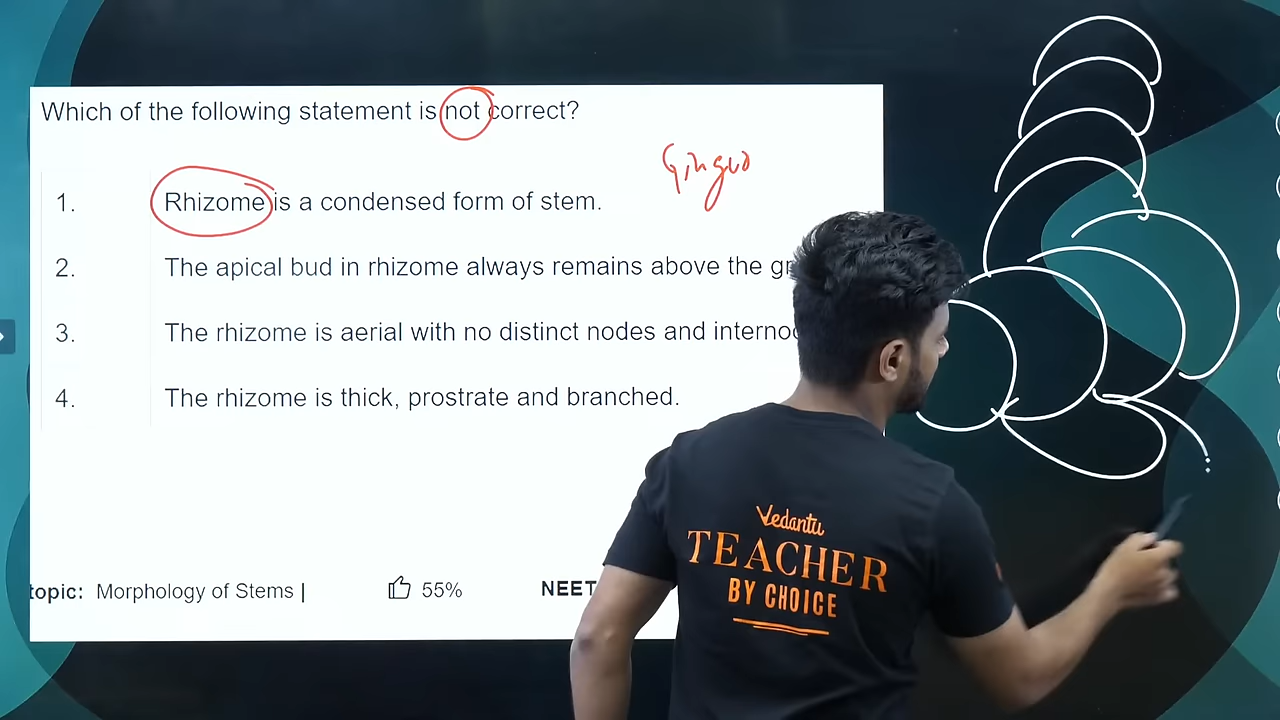 Which of the following statement is not correct?
Ginger
1. Rhizome is a condensed form of stem.
2. The apical bud in rhizome always remains above the
3. The rhizome is aerial with no distinct nodes and
4. The rhizome is thick, prostrate and branched.
topic: Morphology of Stems |
55%
NEET
Vedantu
TEACHER
BY CHOICE